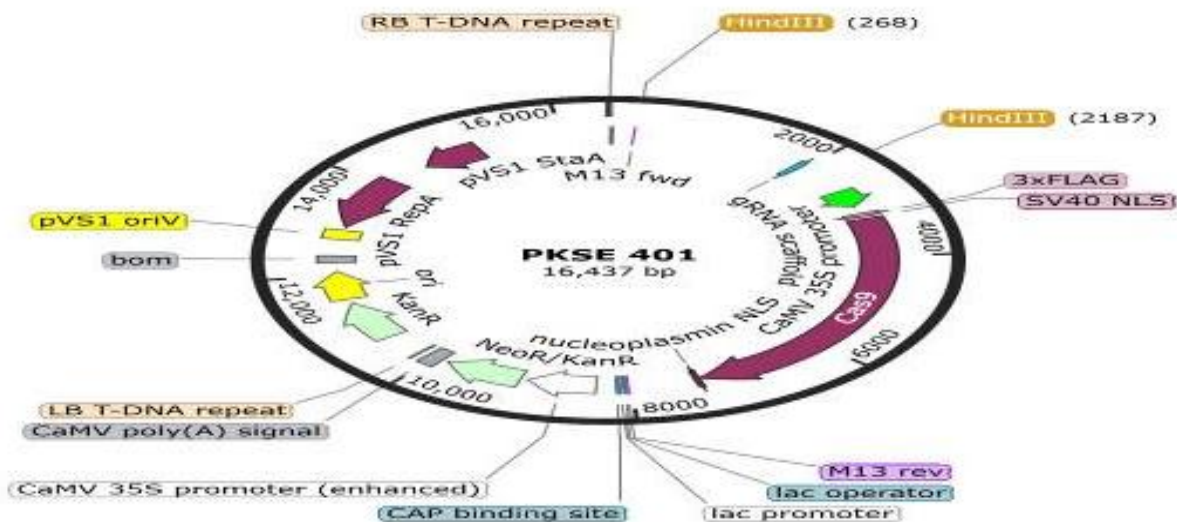 RB T-DNA repeat
HindIII (268)
HindIII (2187)
3xFLAG
SV40 NLS
16,000
2000
pVS1 StaA
M13 fwd
14,000
pVS1 oriV
pVS1 RepA
gRNA scaffold
CaMV 35S promoter
4000
bom
PKSE 401
16,437 bp
ori
12,000
KanR
Cas9
nucleoplasmin NLS
6000
NeoR/KanR
10,000
8000
LB T-DNA repeat
CaMV poly(A) signal
M13 rev
CaMV 35S promoter (enhanced)
lac operator
CAP binding site
lac promoter